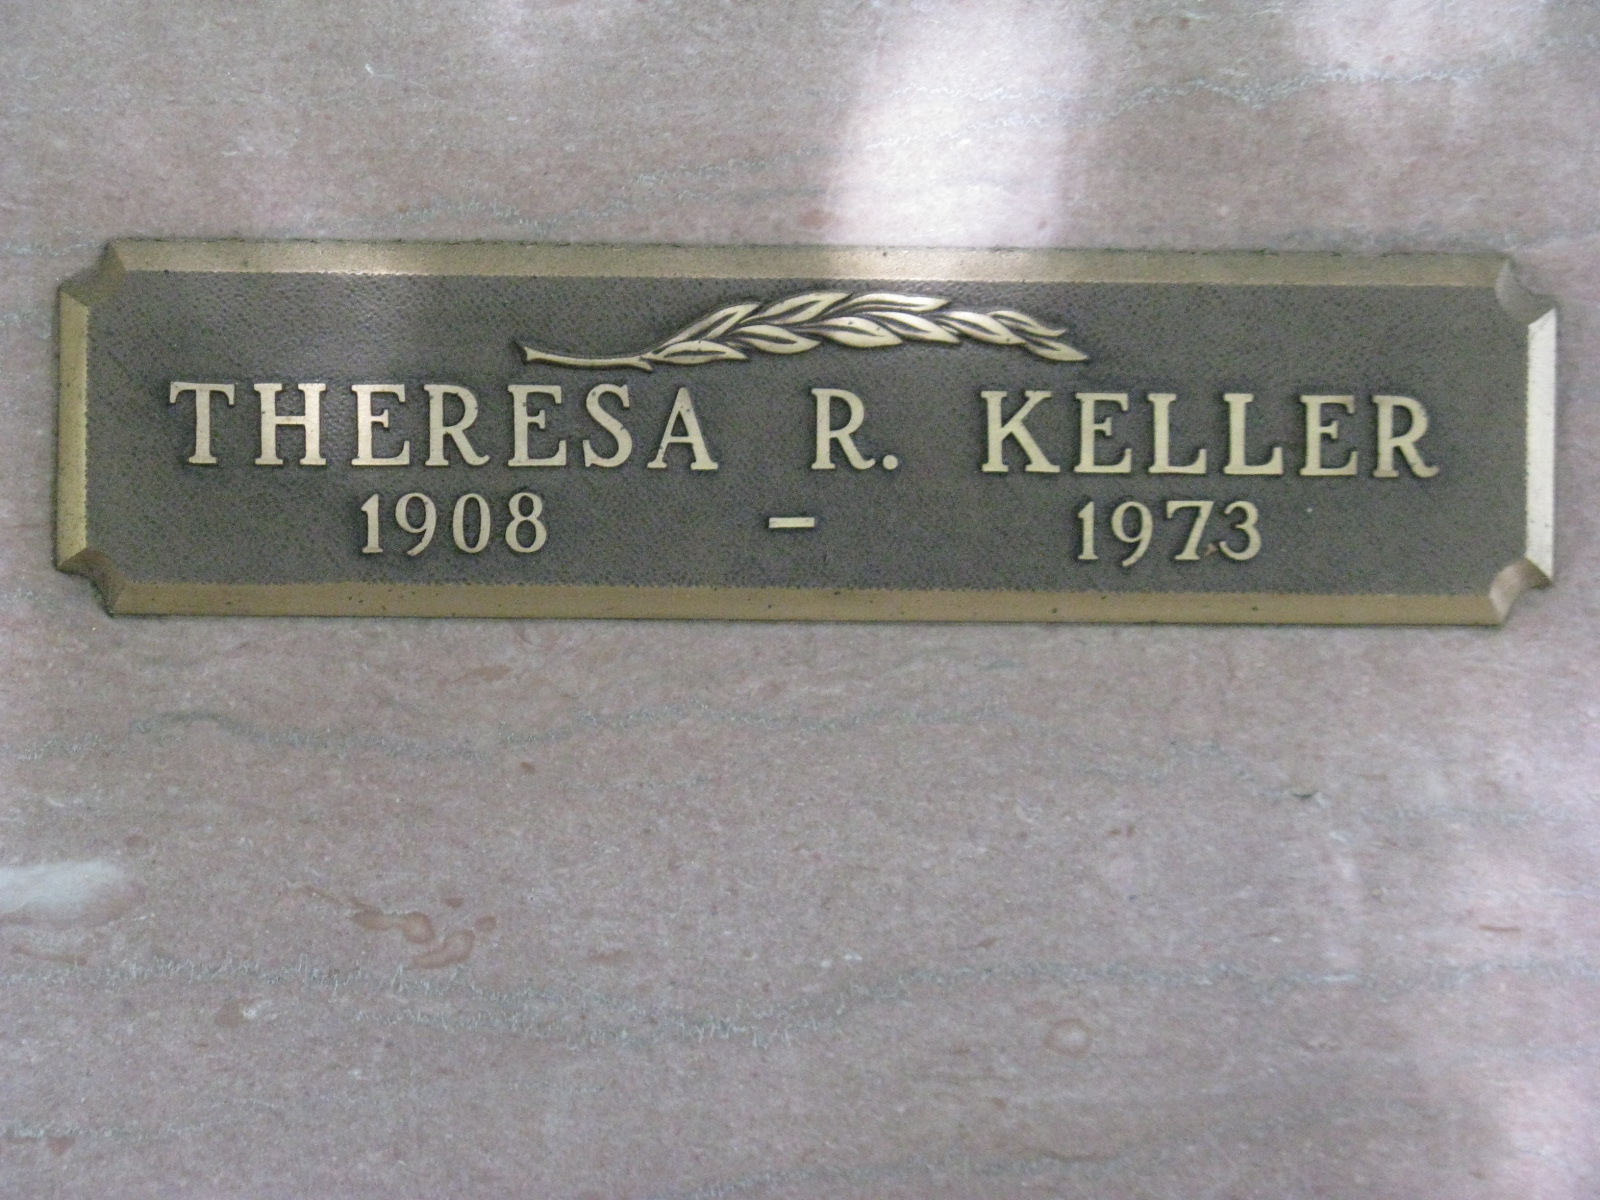 THERESA R. KELLER
1908 – 1973